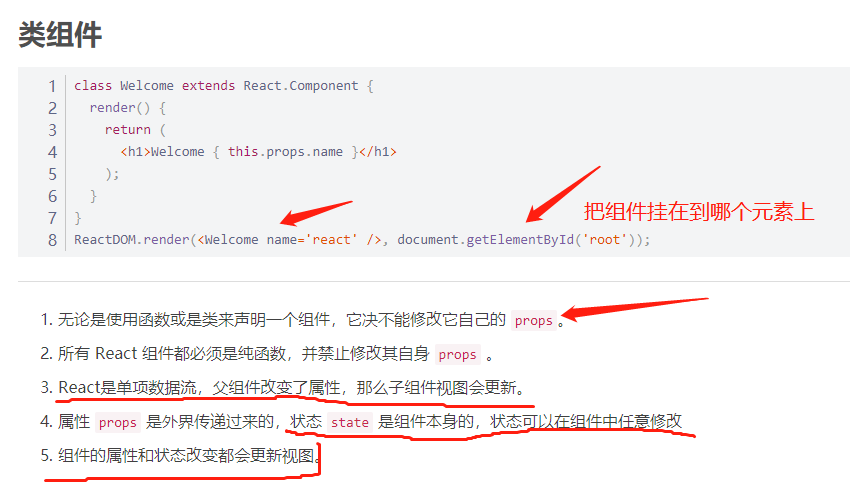 类组件
1 class Welcome extends React.Component {
2 render() {
3 return (
4 <h1>Welcome { this.props.name }</h1>
5 );
6 }
7 }
把组件挂在到哪个元素上
8 ReactDOM.render(<Welcome name='react' />, document.getElementById('root'));
1. 无论是使用函数或是类来声明一个组件，它决不能修改它自己的 props 。
2. 所有 React 组件都必须是纯函数，并禁止修改其自身 props 。
3. React是单项数据流，父组件改变了属性，那么子组件视图会更新。
4. 属性 props 是外界传递过来的，状态 state 是组件本身的，状态可以在组件中任意修改
5. 组件的属性和状态改变都会更新视图。